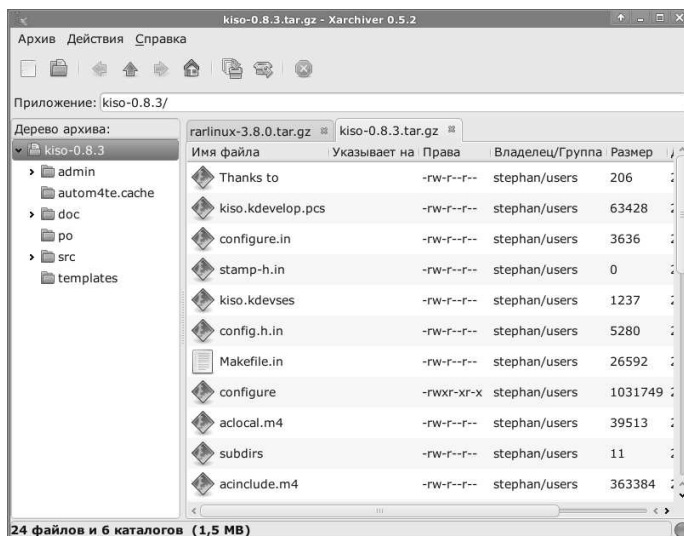 kiso-0.8.3.tar.gz - Xarchiver 0.5.2
Архив Действия Справка
Приложение: kiso-0.8.3/
Дерево архива:
kiso-0.8.3
admin
autom4te.cache
doc
po
src
templates
rarlinux-3.8.0.tar.gz kiso-0.8.3.tar.gz
Имя файла Указывает на Права Владелец/Группа Размер
Thanks to -rw-r--r-- stephan/users 206
kiso.kdevelop.pcs -rw-r--r-- stephan/users 63428
configure.in -rw-r--r-- stephan/users 3636
stamp-h.in -rw-r--r-- stephan/users 0
kiso.kdevses -rw-r--r-- stephan/users 1237
config.h.in -rw-r--r-- stephan/users 5280
Makefile.in -rw-r--r-- stephan/users 26592
configure -rwxr-xr-x stephan/users 1031749
aclocal.m4 -rw-r--r-- stephan/users 39513
subdirs -rw-r--r-- stephan/users 11
acinclude.m4 -rw-r--r-- stephan/users 363384
24 файлов и 6 каталогов (1,5 MB)